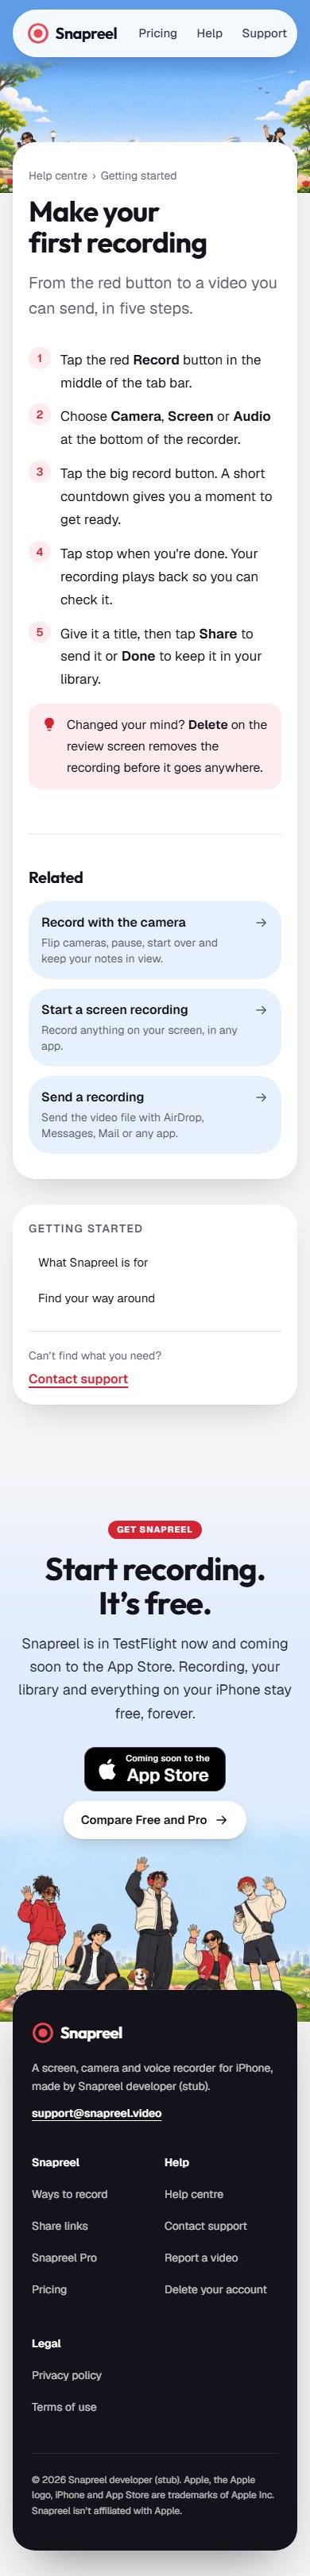 Snapreel Pricing Help Support
Help centre › Getting started
Make your
first recording
From the red button to a video you
can send, in five steps.
1 Tap the red Record button in the
middle of the tab bar.
2 Choose Camera, Screen or Audio
at the bottom of the recorder.
3 Tap the big record button. A short
countdown gives you a moment to
get ready.
4 Tap stop when you're done. Your
recording plays back so you can
check it.
5 Give it a title, then tap Share to
send it or Done to keep it in your
library.
Changed your mind? Delete on the
review screen removes the
recording before it goes anywhere.
Related
Record with the camera →
Flip cameras, pause, start over and
keep your notes in view.
Start a screen recording →
Record anything on your screen, in any
app.
Send a recording →
Send the video file with AirDrop,
Messages, Mail or any app.
GETTING STARTED
What Snapreel is for
Find your way around
Can't find what you need?
Contact support
GET SNAPREEL
Start recording.
It's free.
Snapreel is in TestFlight now and coming
soon to the App Store. Recording, your
library and everything on your iPhone stay
free, forever.
Coming soon to the
App Store
Compare Free and Pro →
Snapreel
A screen, camera and voice recorder for iPhone,
made by Snapreel developer (stub).
support@snapreel.video
Snapreel
Ways to record
Share links
Snapreel Pro
Pricing
Help
Help centre
Contact support
Report a video
Delete your account
Legal
Privacy policy
Terms of use
© 2026 Snapreel developer (stub). Apple, the Apple
logo, iPhone and App Store are trademarks of Apple Inc.
Snapreel isn't affiliated with Apple.